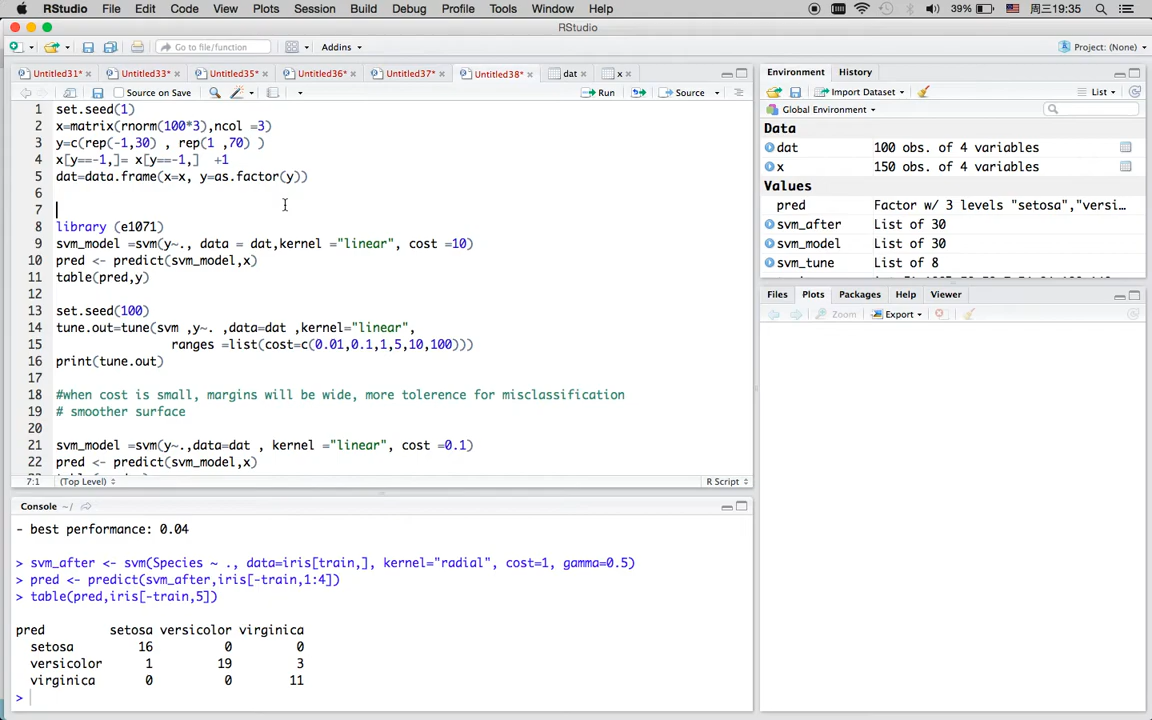 RStudio File Edit Code View Plots Session Build Debug Profile Tools Window Help 39% 周三19:35
RStudio
Go to file/function Addins Project: (None)
Untitled31* Untitled33* Untitled35* Untitled36* Untitled37* Untitled38* dat x
Source on Save Run Source
1 set.seed(1)
2 x=matrix(rnorm(100*3),ncol =3)
3 y=c(rep(-1,30) , rep(1 ,70) )
4 x[y==-1,]= x[y==-1,]  +1
5 dat=data.frame(x=x, y=as.factor(y))
6
7
8 library (e1071)
9 svm_model =svm(y~., data = dat,kernel ="linear", cost =10)
10 pred <- predict(svm_model,x)
11 table(pred,y)
12
13 set.seed(100)
14 tune.out=tune(svm ,y~. ,data=dat ,kernel="linear",
15 ranges =list(cost=c(0.01,0.1,1,5,10,100)))
16 print(tune.out)
17
18 #when cost is small, margins will be wide, more tolerence for misclassification
19 # smoother surface
20
21 svm_model =svm(y~.,data=dat , kernel ="linear", cost =0.1)
22 pred <- predict(svm_model,x)
7:1 (Top Level) R Script
Console ~/
- best performance: 0.04
> svm_after <- svm(Species ~ ., data=iris[train,], kernel="radial", cost=1, gamma=0.5)
> pred <- predict(svm_after,iris[-train,1:4])
> table(pred,iris[-train,5])
pred setosa versicolor virginica
setosa 16 0 0
versicolor 1 19 3
virginica 0 0 11
>
Environment History
Import Dataset List
Global Environment
Data
dat 100 obs. of 4 variables
x 150 obs. of 4 variables
Values
pred Factor w/ 3 levels "setosa","versi…
svm_after List of 30
svm_model List of 30
svm_tune List of 8
Files Plots Packages Help Viewer
Zoom Export